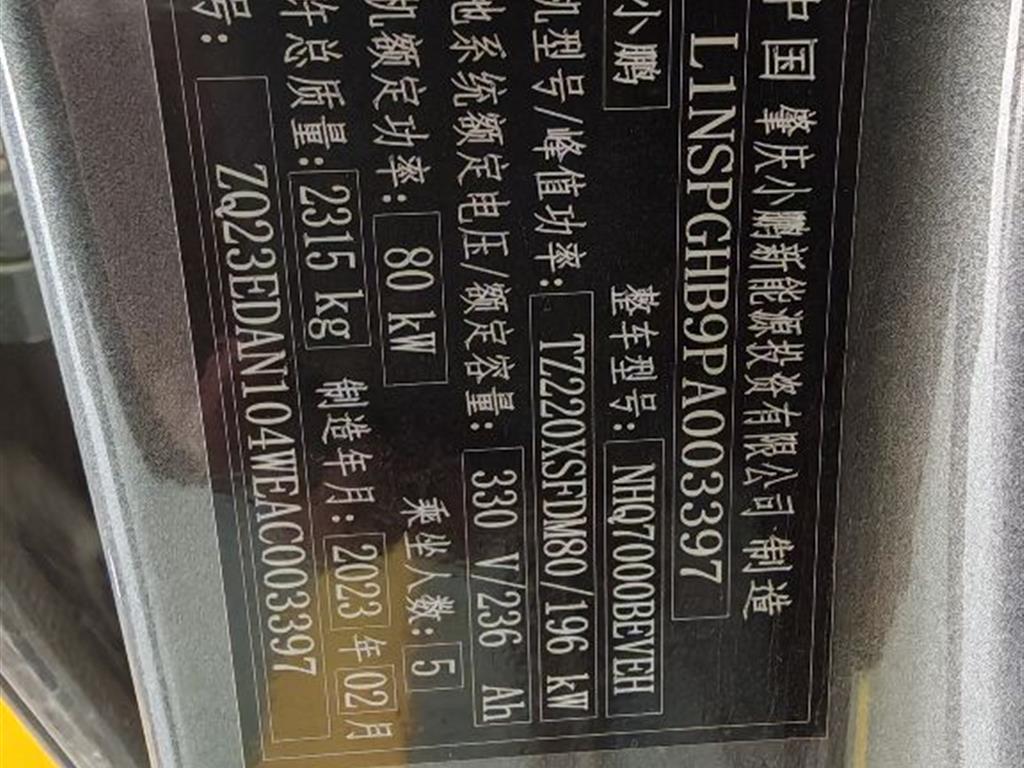 中国 肇庆小鹏新能源投资有限公司 制造
L1NSPGHB9PA003397
小鹏 整车型号: NHQ7000BEVEH
机型号/峰值功率: TZ220XSFDM80/196 kW
池系统额定电压/额定容量: 330 V/236 Ah
机额定功率: 80 kW 乘坐人数: 5
许总质量: 2315 kg 制造年月: 2023 年 02 月
号: ZQ23EDAN104WEAC003397